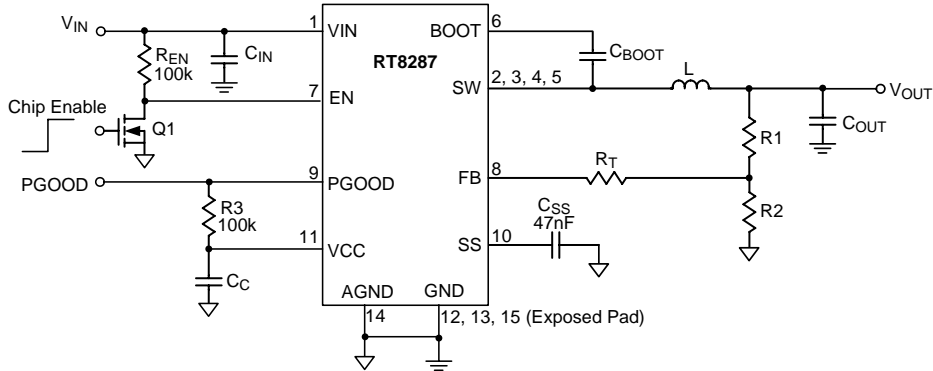 VIN
1
VIN
BOOT
6
REN
100k
CIN
RT8287
CBOOT
L
VOUT
7
EN
SW
2, 3, 4, 5
Chip Enable
Q1
R1
COUT
PGOOD
9
PGOOD
FB
8
RT
R3
100k
R2
CSS
47nF
11
VCC
SS
10
CC
AGND
GND
14
12, 13, 15 (Exposed Pad)